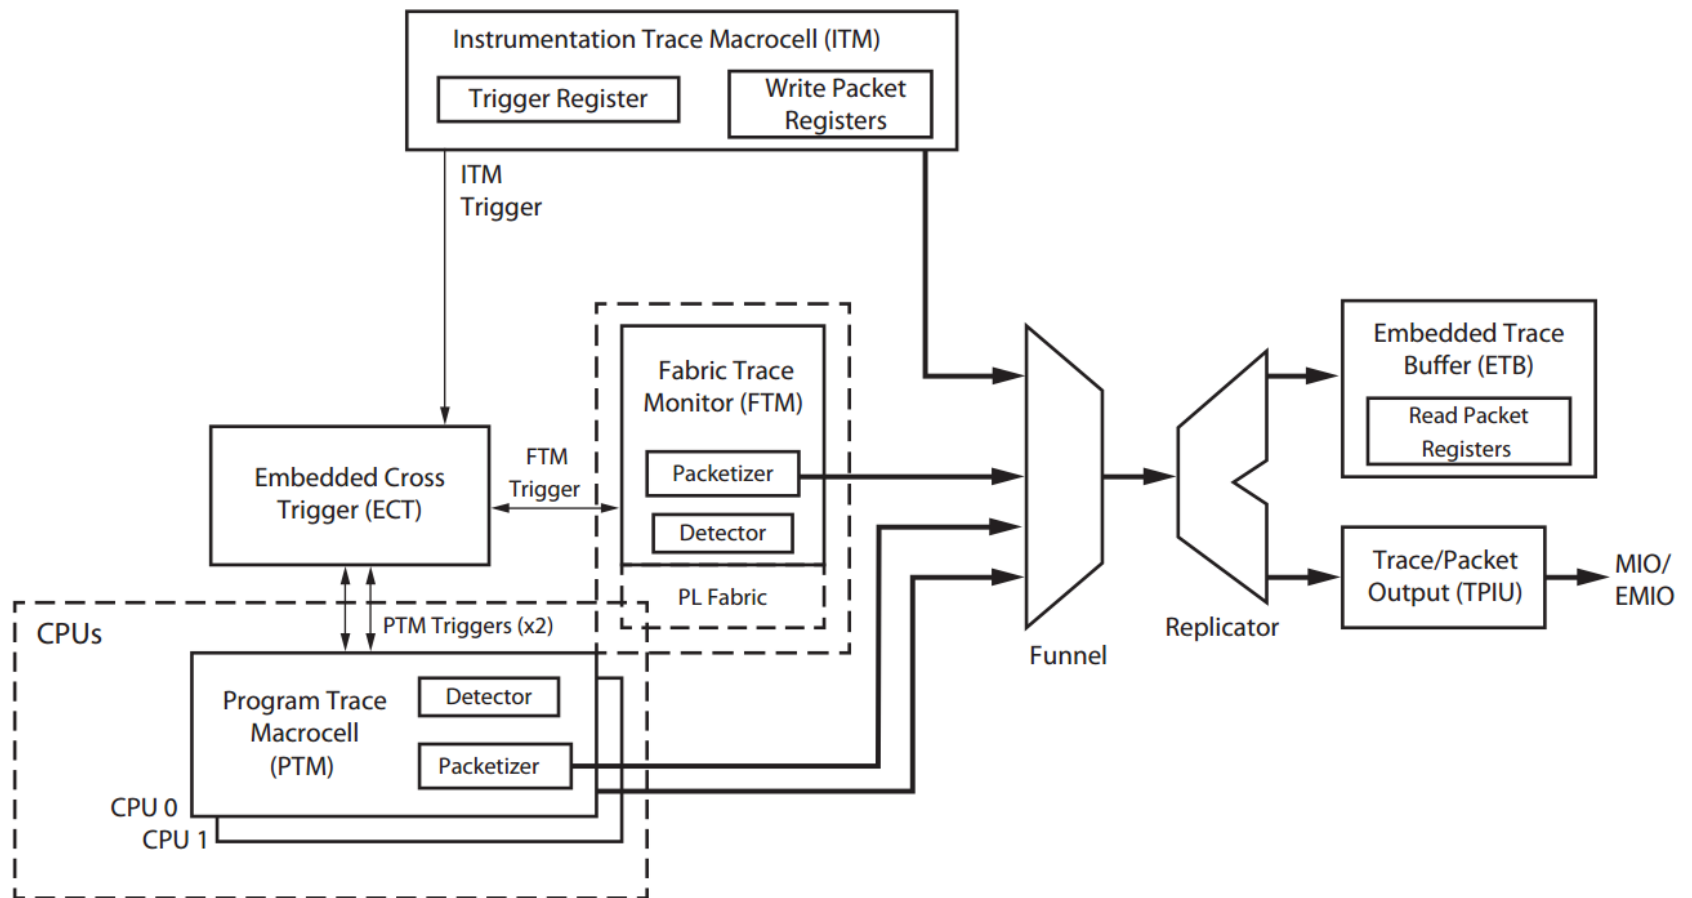 Instrumentation Trace Macrocell (ITM)
Trigger Register
Write Packet
Registers
ITM
Trigger
Fabric Trace
Monitor (FTM)
Packetizer
Detector
PL Fabric
FTM
Trigger
Embedded Cross
Trigger (ECT)
PTM Triggers (x2)
CPUs
Program Trace
Macrocell
(PTM)
Detector
Packetizer
CPU 0
CPU 1
Funnel
Replicator
Embedded Trace
Buffer (ETB)
Read Packet
Registers
Trace/Packet
Output (TPIU)
MIO/
EMIO